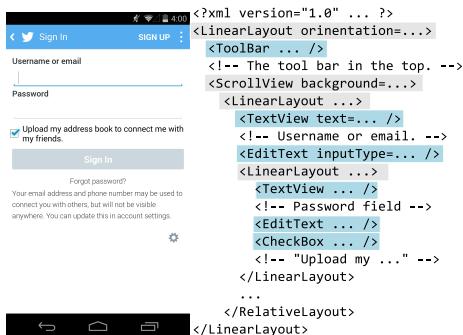 4:00
Sign In
SIGN UP
Username or email
Password
Upload my address book to connect me with
my friends.
Sign In
Forgot password?
Your email address and phone number may be used to
connect you with others, but will not be visible
anywhere. You can update this in account settings.
<?xml version="1.0" ... ?>
<LinearLayout orinentation=...>
<ToolBar ... />
<!-- The tool bar in the top. -->
<ScrollView background=...>
<LinearLayout ...>
<TextView text=... />
<!-- Username or email. -->
<EditText inputType=... />
<LinearLayout ...>
<TextView ... />
<!-- Password field -->
<EditText ... />
<CheckBox ... />
<!-- "Upload my ..." -->
</LinearLayout>
...
</RelativeLayout>
</LinearLayout>